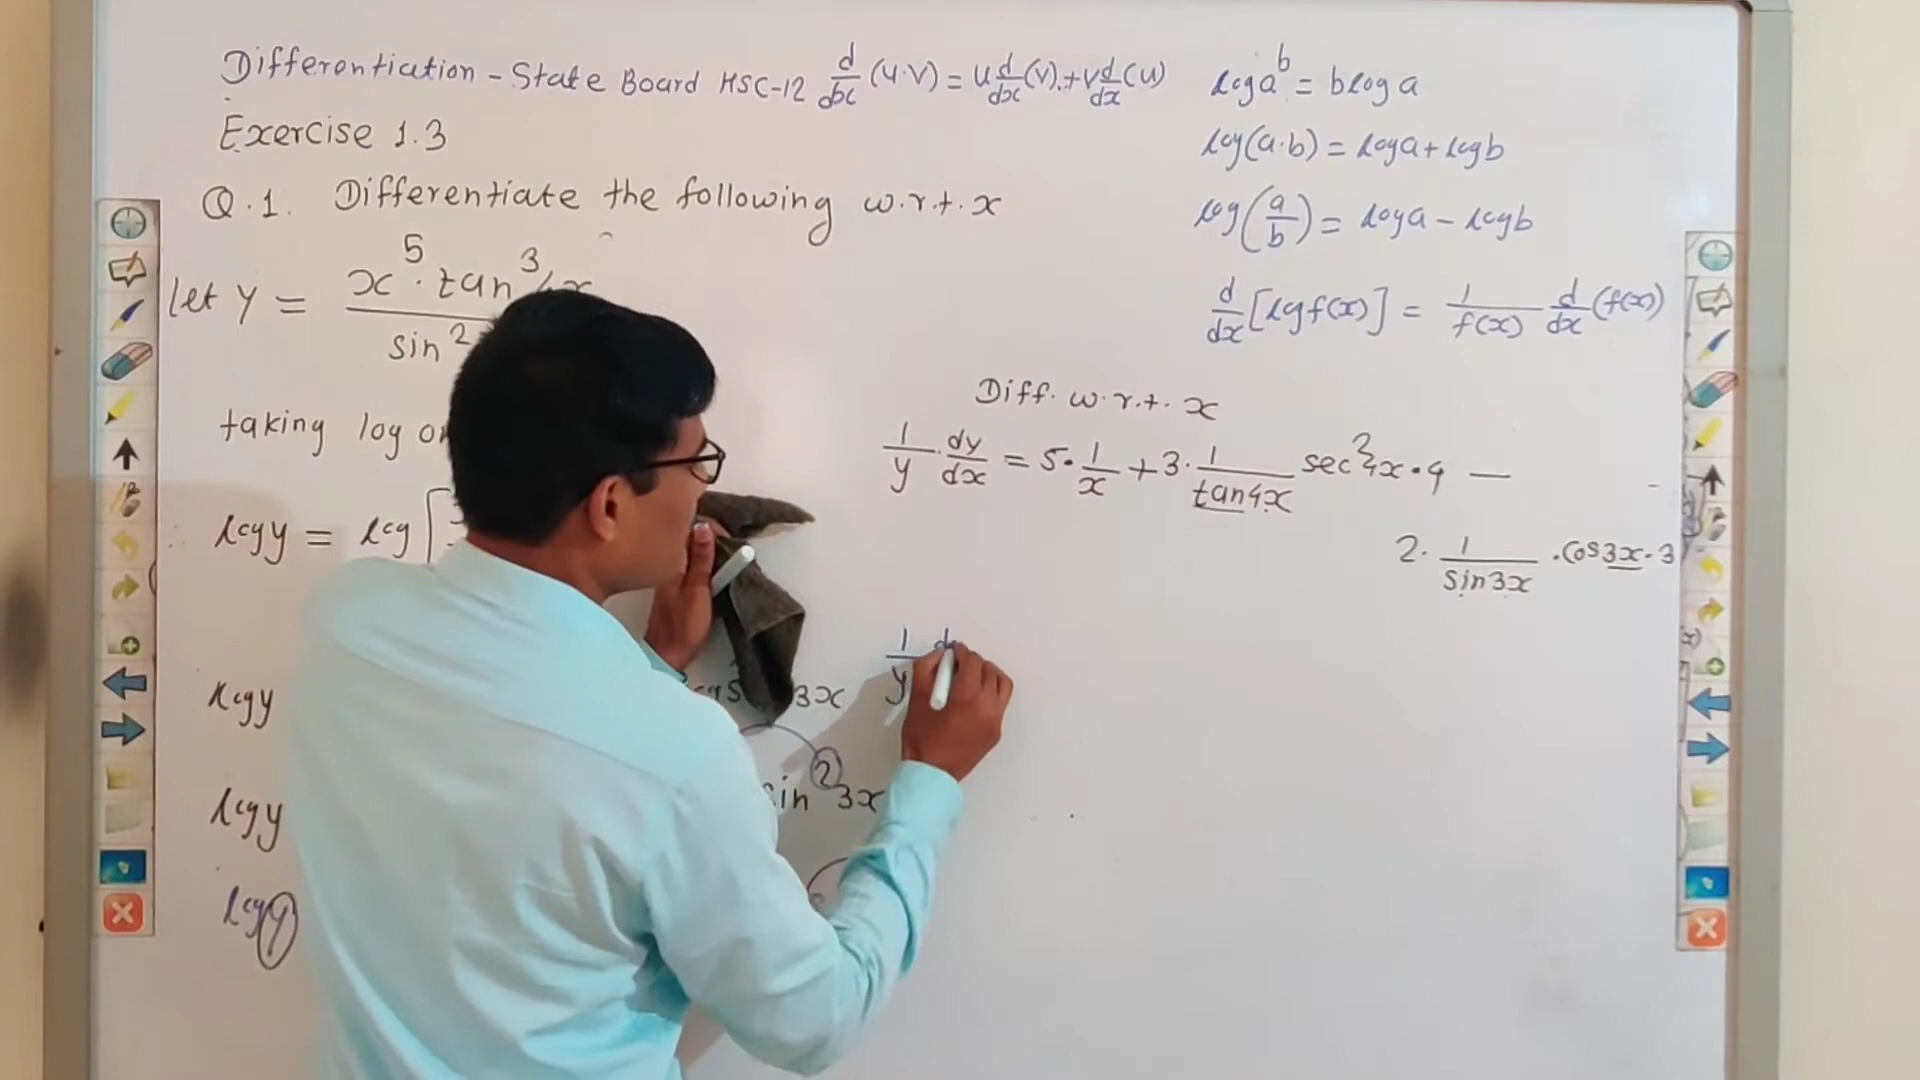 Differentiation - State Board HSC-12 d/dx (u·v) = u d/dx (v) + v d/dx (u)
Exercise 1.3
Q.1. Differentiate the following w.r.t. x
let y = x^5 · tan^3 4x / sin^2
taking log on
log y = log
log y 3x
log y sin^2 3x
log y
log a^b = b log a
log (a·b) = log a + log b
log (a/b) = log a - log b
d/dx [log f(x)] = 1/f(x) d/dx (f(x))
Diff. w.r.t. x
1/y · dy/dx = 5 · 1/x + 3 · 1/tan4x sec^2 4x · 4 —
2 · 1/sin3x · cos3x · 3
1/y d